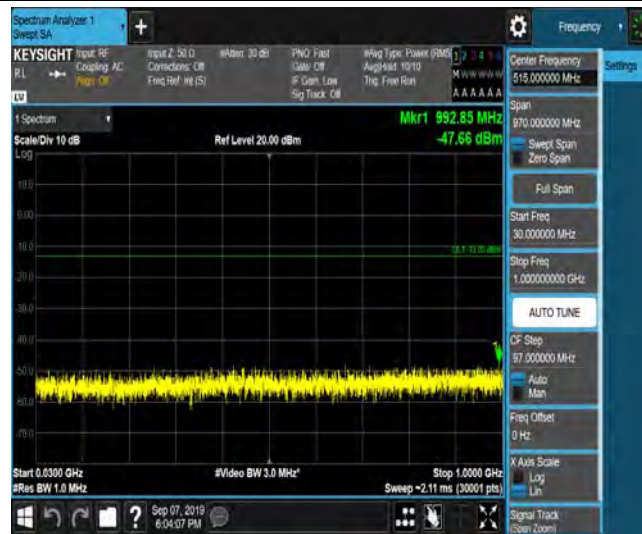 Spectrum Analyzer 1
Swept SA
+
Frequency
KEYSIGHT
Input: RF
Input Z: 50 Ω
#Atten: 30 dB
PNO: Fast
#Avg Type: Power (RMS
1 2 3 4 5 6
RL
Coupling: AC
Corrections: Off
Gate: Off
Avg|Hold: 10/10
M W W W W W
Align: Off
Freq Ref: Int (S)
IF Gain: Low
Trig: Free Run
Sig Track: Off
A A A A A A
LV
1 Spectrum
Mkr1 992.85 MHz
Scale/Div 10 dB
Ref Level 20.00 dBm
-47.66 dBm
Log
10.0
0.00
-10.0
-20.0
-30.0
-40.0
-50.0
-60.0
-70.0
1
Start 0.0300 GHz
#Video BW 3.0 MHz*
Stop 1.0000 GHz
#Res BW 1.0 MHz
Sweep ~2.11 ms (30001 pts)
?
Sep 07, 2019
6:04:07 PM
Center Frequency
515.000000 MHz
Settings
Span
970.000000 MHz
Swept Span
Zero Span
Full Span
Start Freq
30.000000 MHz
Stop Freq
1.000000000 GHz
AUTO TUNE
CF Step
97.000000 MHz
Auto
Man
Freq Offset
0 Hz
X Axis Scale
Log
Lin
Signal Track
(Span Zoom)